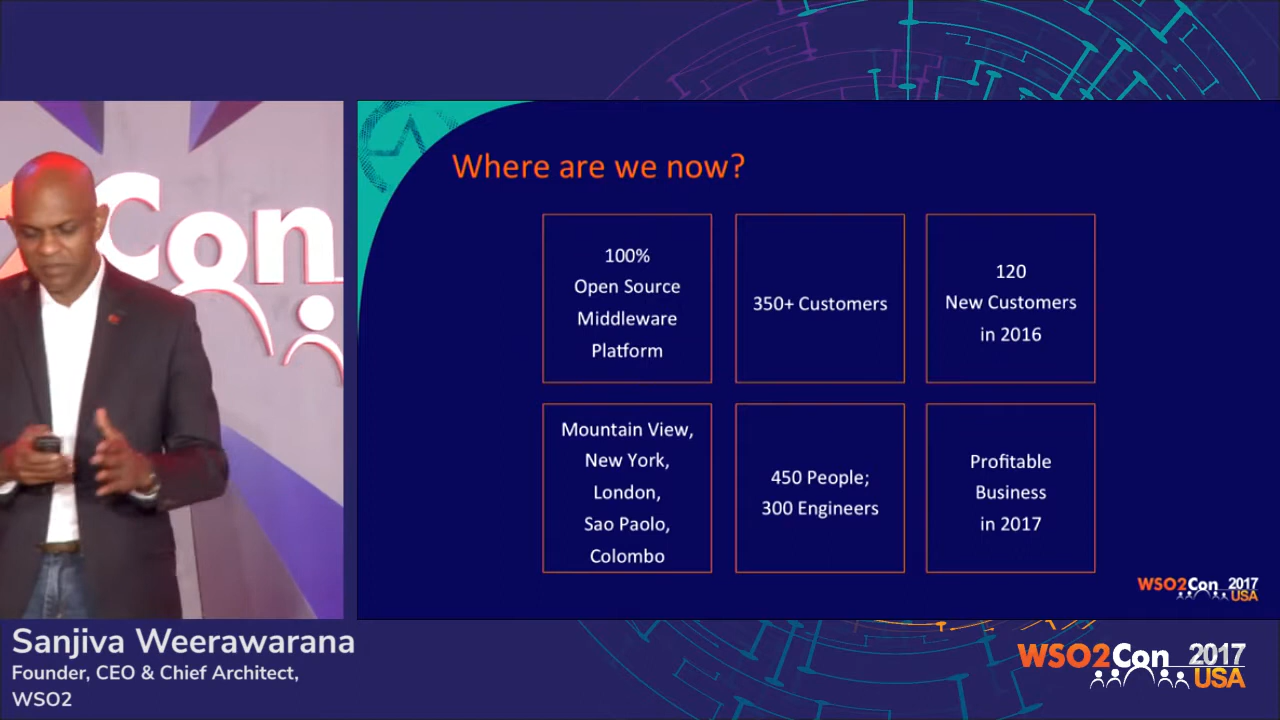 Con
Where are we now?
100%
Open Source
Middleware
Platform
350+ Customers
120
New Customers
in 2016
Mountain View,
New York,
London,
Sao Paolo,
Colombo
450 People;
300 Engineers
Profitable
Business
in 2017
WSO2Con 2017
USA
Sanjiva Weerawarana
Founder, CEO & Chief Architect,
WSO2
WSO2Con 2017
USA